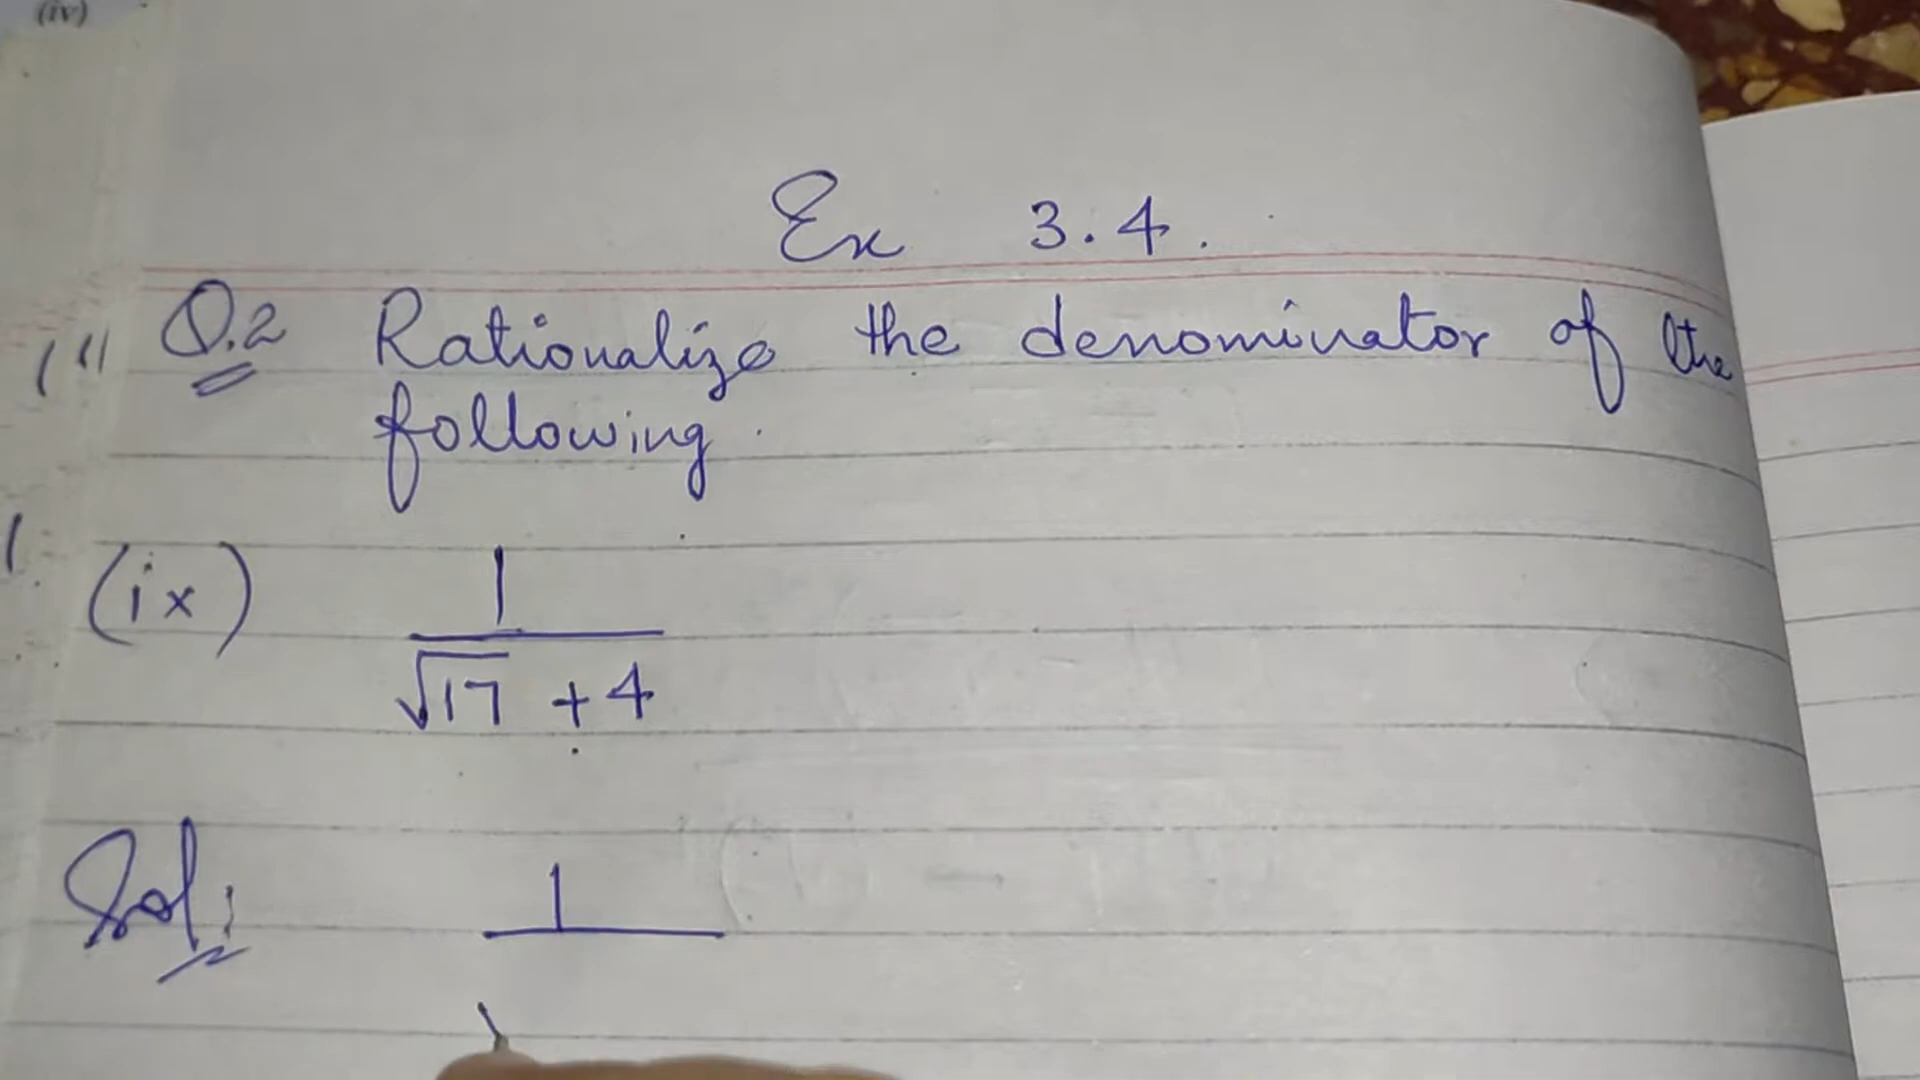 (iv)
Ex 3.4.
Q.2 Rationalize the denominator of the
following.
(ix) 1
√17 + 4
Sol: 1